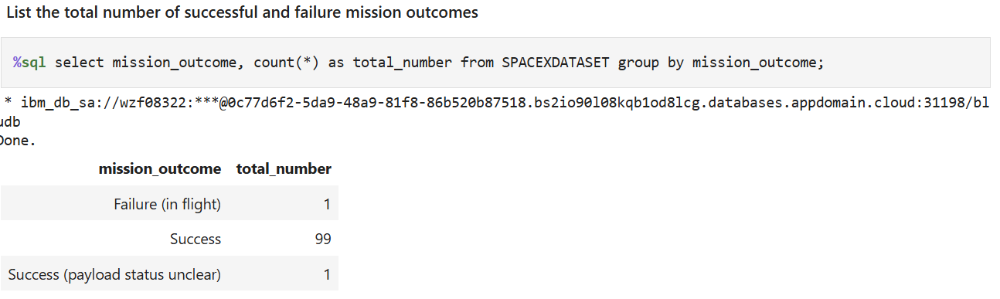 List the total number of successful and failure mission outcomes
%sql select mission_outcome, count(*) as total_number from SPACEXDATASET group by mission_outcome;
* ibm_db_sa://wzf08322:***@0c77d6f2-5da9-48a9-81f8-86b520b87518.bs2io90l08kqb1od8lcg.databases.appdomain.cloud:31198/bl
udb
Done.
mission_outcome total_number
Failure (in flight) 1
Success 99
Success (payload status unclear) 1